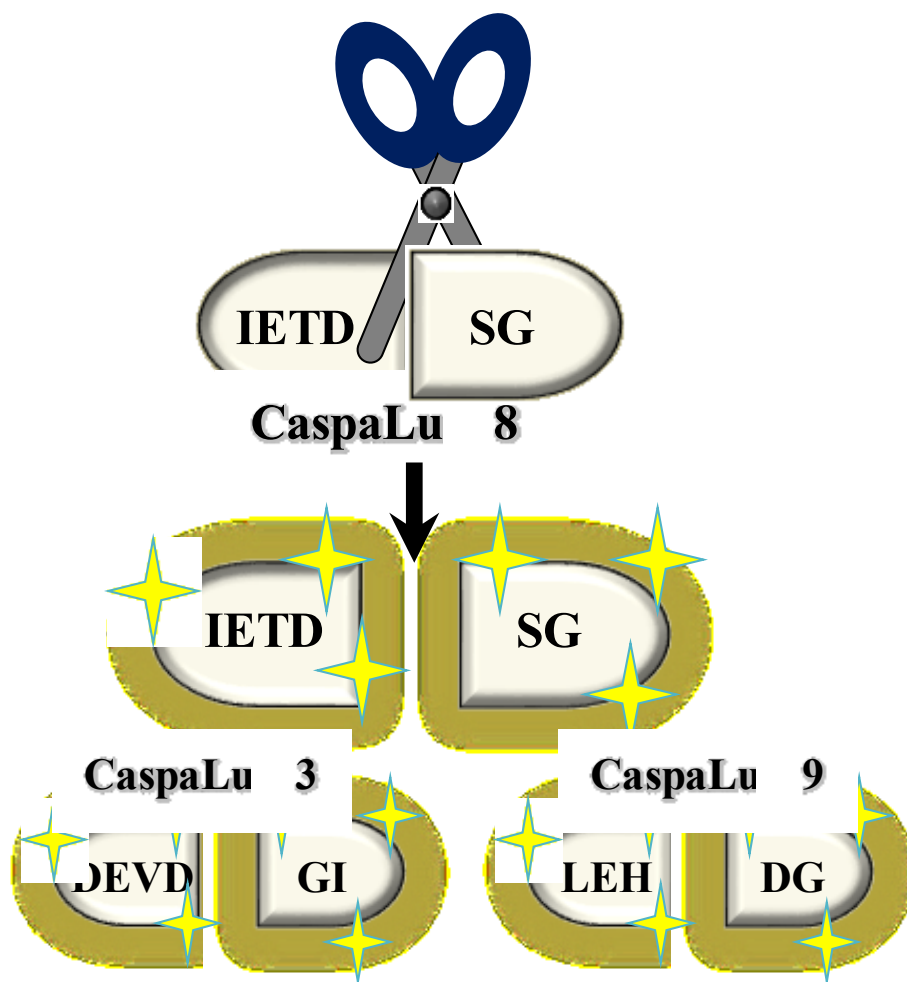 IETD SG
CaspaLu 8
IETD SG
CaspaLu 3 CaspaLu 9
DEVD GI LEH DG